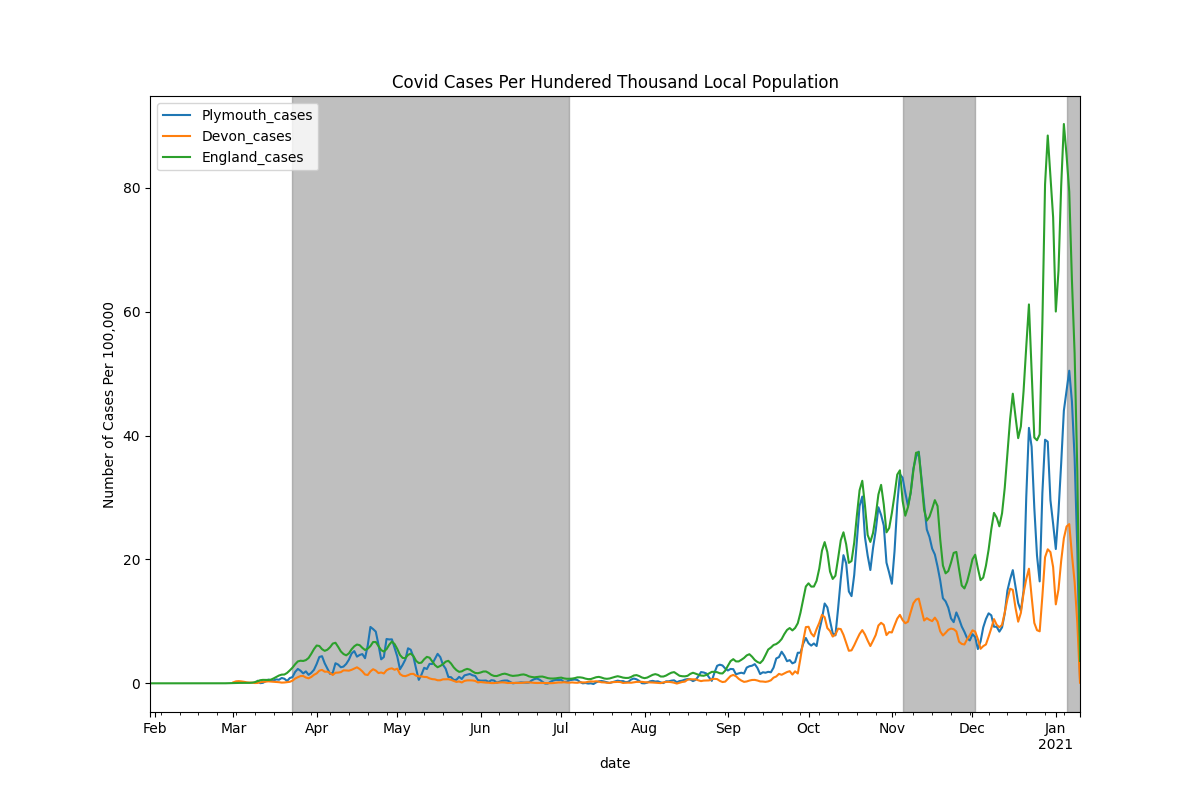 Covid Cases Per Hundered Thousand Local Population
Plymouth_cases
Devon_cases
England_cases
Number of Cases Per 100,000
80
60
40
20
0
Feb Mar Apr May Jun Jul Aug Sep Oct Nov Dec Jan
2021
date